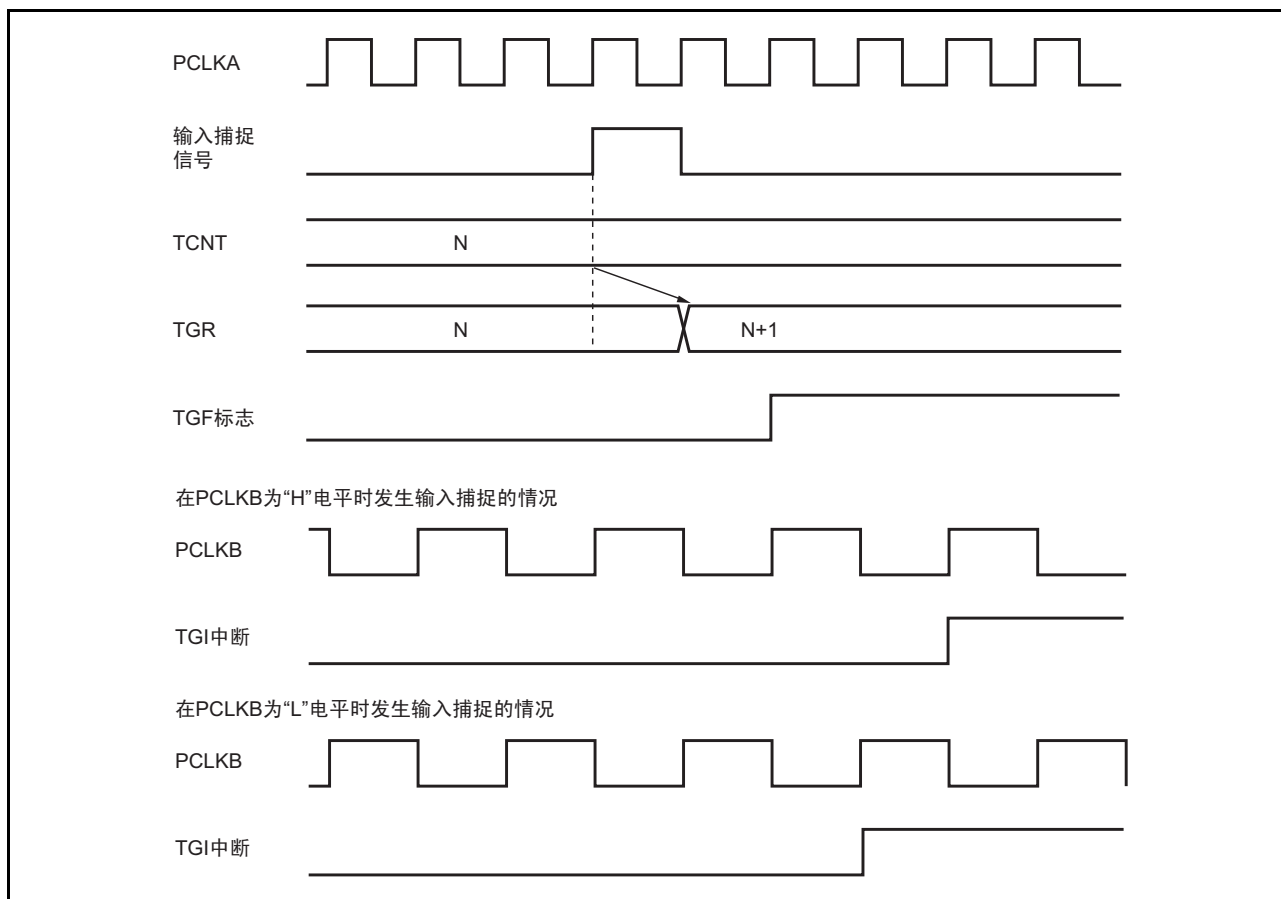 PCLKA
输入捕捉
信号
TCNT
N
TGR
N
N+1
TGF标志
在PCLKB为“H”电平时发生输入捕捉的情况
PCLKB
TGI中断
在PCLKB为“L”电平时发生输入捕捉的情况
PCLKB
TGI中断